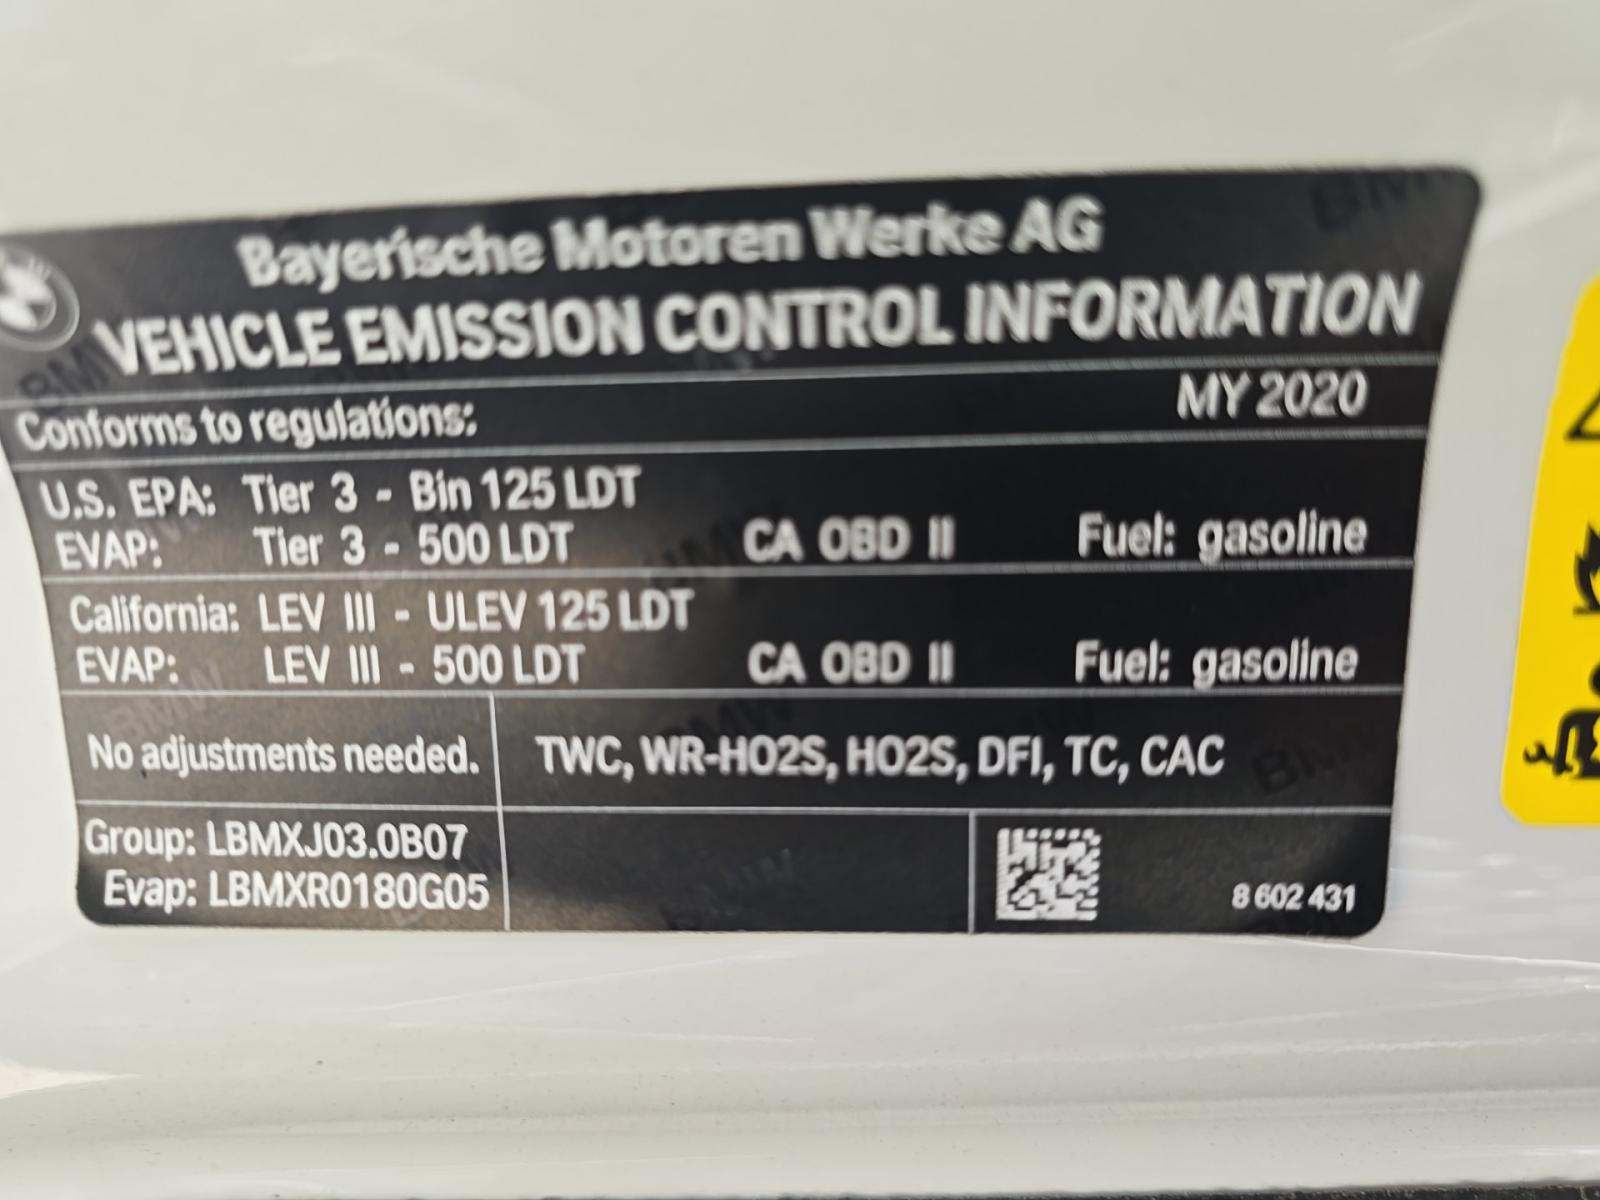 Bayerische Motoren Werke AG
VEHICLE EMISSION CONTROL INFORMATION
Conforms to regulations: MY 2020
U.S. EPA: Tier 3 - Bin 125 LDT
EVAP: Tier 3 - 500 LDT CA OBD II Fuel: gasoline
California: LEV III - ULEV 125 LDT
EVAP: LEV III - 500 LDT CA OBD II Fuel: gasoline
No adjustments needed. TWC, WR-HO2S, HO2S, DFI, TC, CAC
Group: LBMXJ03.0B07
Evap: LBMXR0180G05
8 602 431